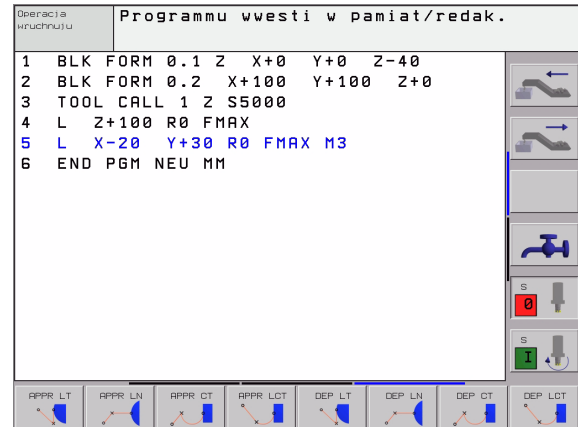 Operacja
wruchnuju
Programmu wwesti w pamiat/redak.
1 BLK FORM 0.1 Z X+0 Y+0 Z-40
2 BLK FORM 0.2 X+100 Y+100 Z+0
3 TOOL CALL 1 Z S5000
4 L Z+100 R0 FMAX
5 L X-20 Y+30 R0 FMAX M3
6 END PGM NEU MM
S
0
S
I
APPR LT APPR LN APPR CT APPR LCT DEP LT DEP LN DEP CT DEP LCT